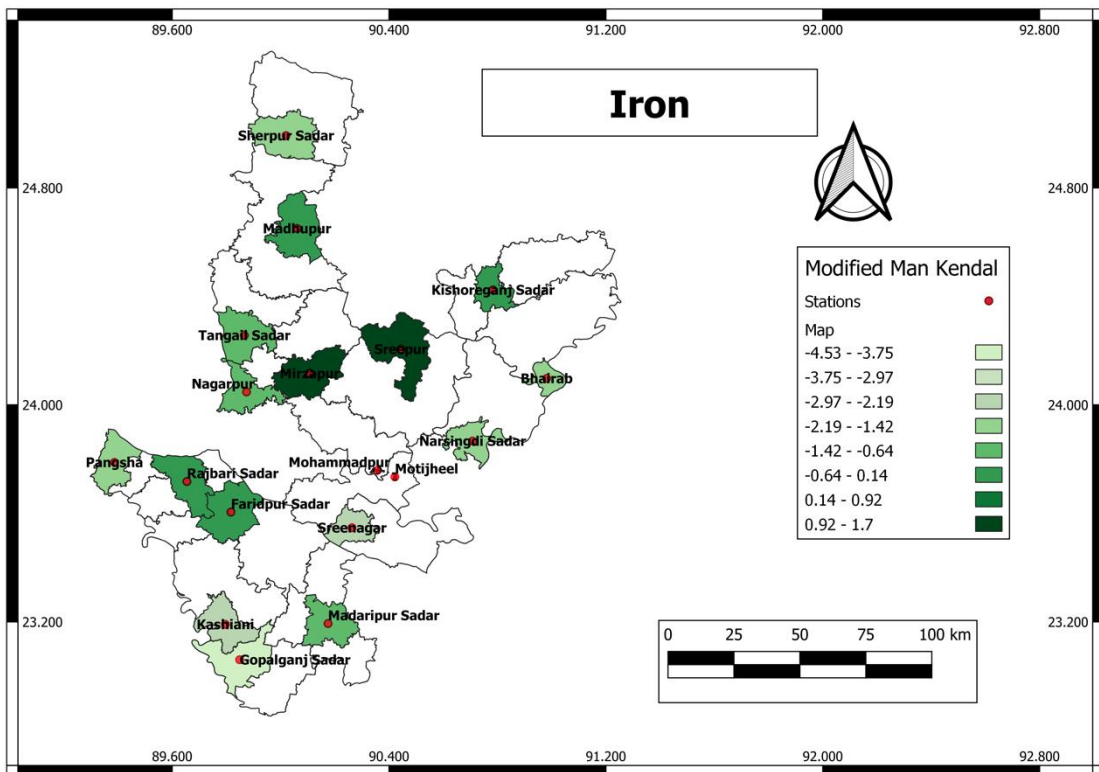 89.600 90.400 91.200 92.000 92.800
Iron
Sherpur Sadar
24.800 24.800
Madhupur
Modified Man Kendal
Kishoreganj Sadar
Stations
Map
Tangail Sadar
-4.53 - -3.75
Sreepur
-3.75 - -2.97
Mirzapur
Bhairab
Nagarpur
-2.97 - -2.19
24.000 24.000
-2.19 - -1.42
-1.42 - -0.64
Narsingdi Sadar
-0.64 - 0.14
Pangsha
Mohammadpur
Motijheel
Rajbari Sadar
0.14 - 0.92
Faridpur Sadar
0.92 - 1.7
Sreenagar
Madaripur Sadar
23.200 23.200
Kashiani
0 25 50 75 100 km
Gopalganj Sadar
89.600 90.400 91.200 92.000 92.800